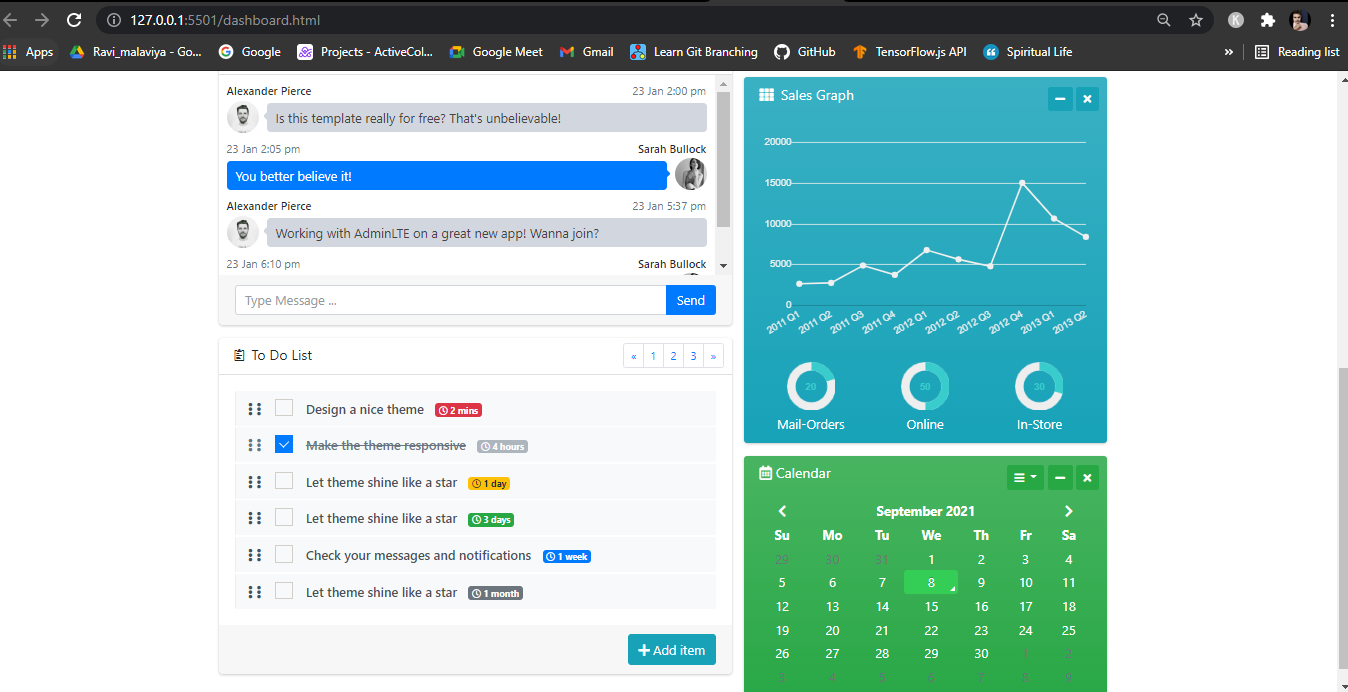 127.0.0.1:5501/dashboard.html
K
Apps Ravi_malaviya - Go... Google Projects - ActiveCol... Google Meet Gmail Learn Git Branching GitHub TensorFlow.js API Spiritual Life » Reading list
Alexander Pierce 23 Jan 2:00 pm
Is this template really for free? That's unbelievable!
23 Jan 2:05 pm Sarah Bullock
You better believe it!
Alexander Pierce 23 Jan 5:37 pm
Working with AdminLTE on a great new app! Wanna join?
23 Jan 6:10 pm Sarah Bullock
Type Message ... Send
To Do List « 1 2 3 »
Design a nice theme 2 mins
Make the theme responsive 4 hours
Let theme shine like a star 1 day
Let theme shine like a star 3 days
Check your messages and notifications 1 week
Let theme shine like a star 1 month
Add item
Sales Graph
20000
15000
10000
5000
0
2011 Q1 2011 Q2 2011 Q3 2011 Q4 2012 Q1 2012 Q2 2012 Q3 2012 Q4 2013 Q1 2013 Q2
20 50 30
Mail-Orders Online In-Store
Calendar
September 2021
Su Mo Tu We Th Fr Sa
29 30 31 1 2 3 4
5 6 7 8 9 10 11
12 13 14 15 16 17 18
19 20 21 22 23 24 25
26 27 28 29 30 1 2
3 4 5 6 7 8 9